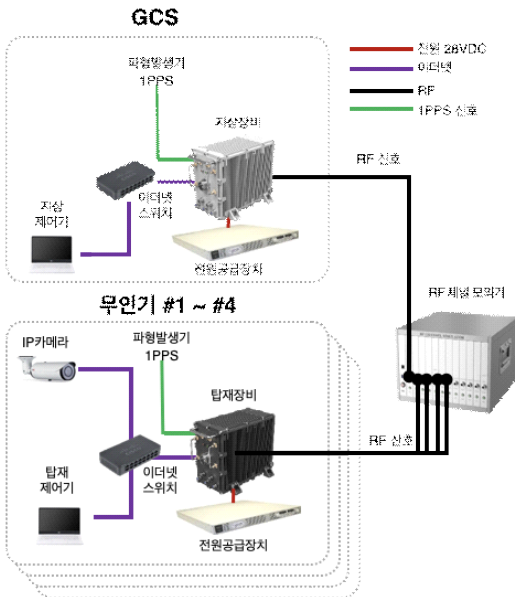 GCS
전원 28VDC
이더넷
RF
1PPS 신호
파형발생기
1PPS
지상장비
RF 신호
이더넷
스위치
지상
제어기
전원공급장치
무인기 #1 ~ #4
RF 채널 모의기
IP카메라
파형발생기
1PPS
탑재장비
RF 신호
이더넷
스위치
탑재
제어기
전원공급장치